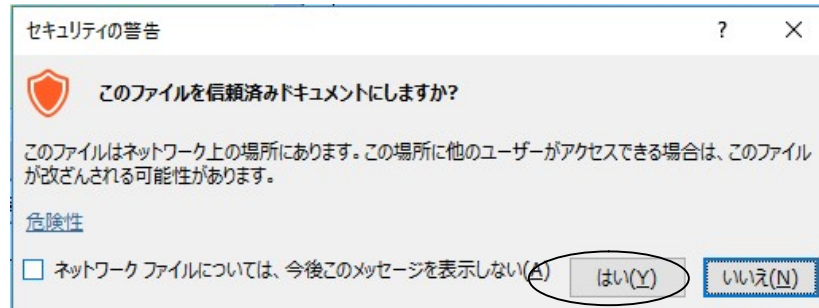 セキュリティの警告
? ×
このファイルを信頼済みドキュメントにしますか?
このファイルはネットワーク上の場所にあります。この場所に他のユーザーがアクセスできる場合は、このファイル
が改ざんされる可能性があります。
危険性
ネットワーク ファイルについては、今後このメッセージを表示しない(A) はい(Y) いいえ(N)